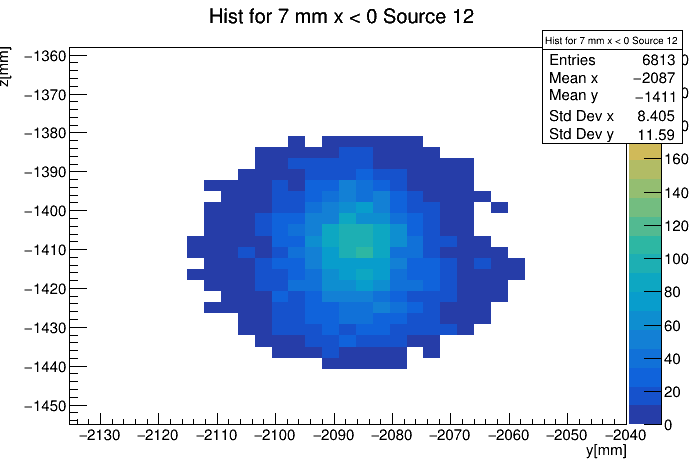 Hist for 7 mm x < 0 Source 12
Hist for 7 mm x < 0 Source 12
Entries 6813
Mean x −2087
Mean y −1411
Std Dev x 8.405
Std Dev y 11.59
z[mm]
−1360
−1370
−1380
−1390
−1400
−1410
−1420
−1430
−1440
−1450
160
140
120
100
80
60
40
20
0
−2130 −2120 −2110 −2100 −2090 −2080 −2070 −2060 −2050 −2040
y[mm]